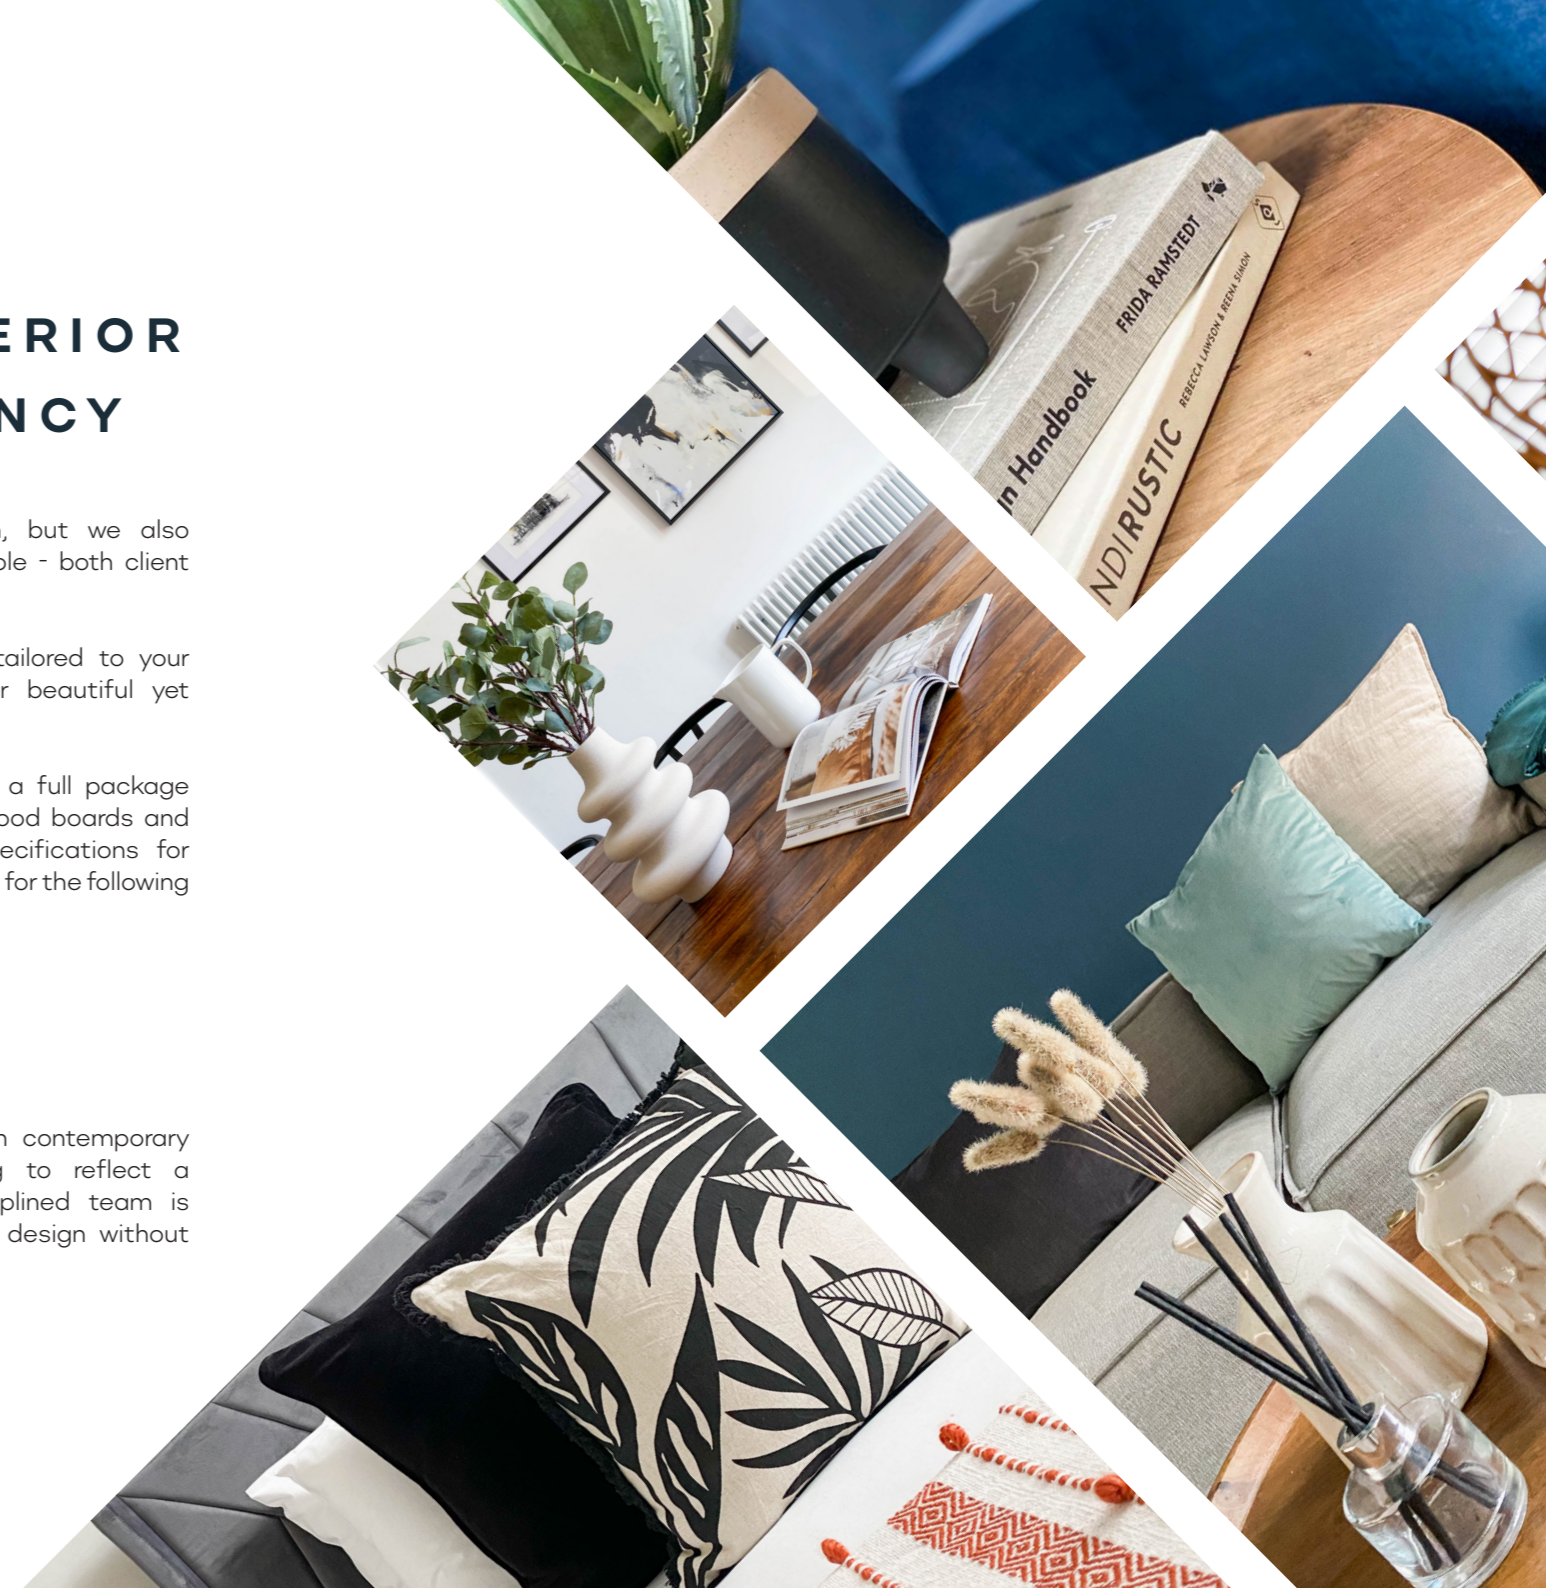 ERIOR
NCY
, but we also
ple - both client
tailored to your
r beautiful yet
a full package
ood boards and
ecifications for
for the following
n contemporary
g to reflect a
plined team is
design without
FRIDA RAMSTEDT
n Handbook
REBECCA LAWSON & REENA SIMON
NDIRUSTIC